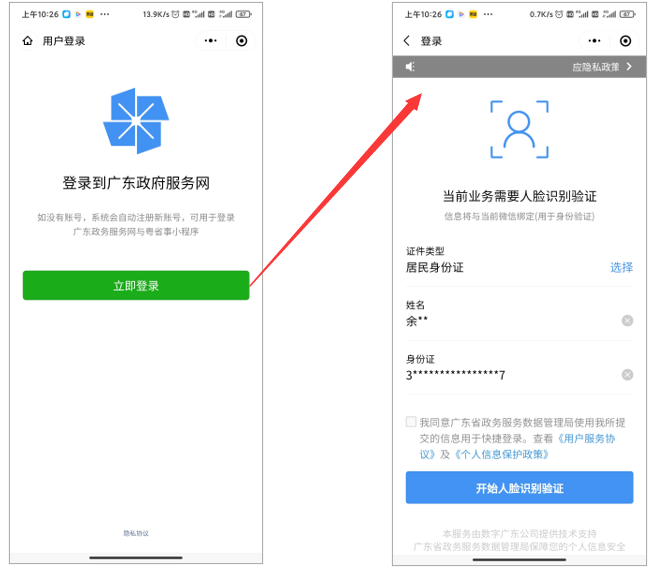 上午10:26
13.9K/s
67
用户登录
登录到广东政府服务网
如没有账号，系统会自动注册新账号，可用于登录
广东政务服务网与粤省事小程序
立即登录
隐私协议
上午10:26
0.7K/s
67
登录
应隐私政策
当前业务需要人脸识别验证
信息将与当前微信绑定(用于身份验证)
证件类型
居民身份证
选择
姓名
余**
身份证
3****************7
我同意广东省政务服务数据管理局使用我所提
交的信息用于快捷登录。查看《用户服务协
议》及《个人信息保护政策》
开始人脸识别验证
本服务由数字广东公司提供技术支持
广东省政务服务数据管理局保障您的个人信息安全